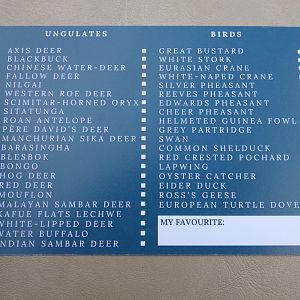 UNGULATES
AXIS DEER
BLACKBUCK
CHINESE WATER-DEER
FALLOW DEER
NILGAI
WESTERN ROE DEER
SCIMITAR-HORNED ORYX
SITATUNGA
ROAN ANTELOPE
PÈRE DAVID'S DEER
MANCHURIAN SIKA DEER
BARASINGHA
BLESBOK
BONGO
HOG DEER
RED DEER
MOUFLON
MALAYAN SAMBAR DEER
KAFUE FLATS LECHWE
WHITE-LIPPED DEER
WATER BUFFALO
INDIAN SAMBAR DEER
BIRDS
GREAT BUSTARD
WHITE STORK
EURASIAN CRANE
WHITE-NAPED CRANE
SILVER PHEASANT
REEVES PHEASANT
EDWARDS PHEASANT
CHEER PHEASANT
HELMETED GUINEA FOWL
GREY PARTRIDGE
SWAN
COMMON SHELDUCK
RED CRESTED POCHARD
LAPWING
OYSTER CATCHER
EIDER DUCK
ROSS'S GEESE
EUROPEAN TURTLE DOVE
MY FAVOURITE: